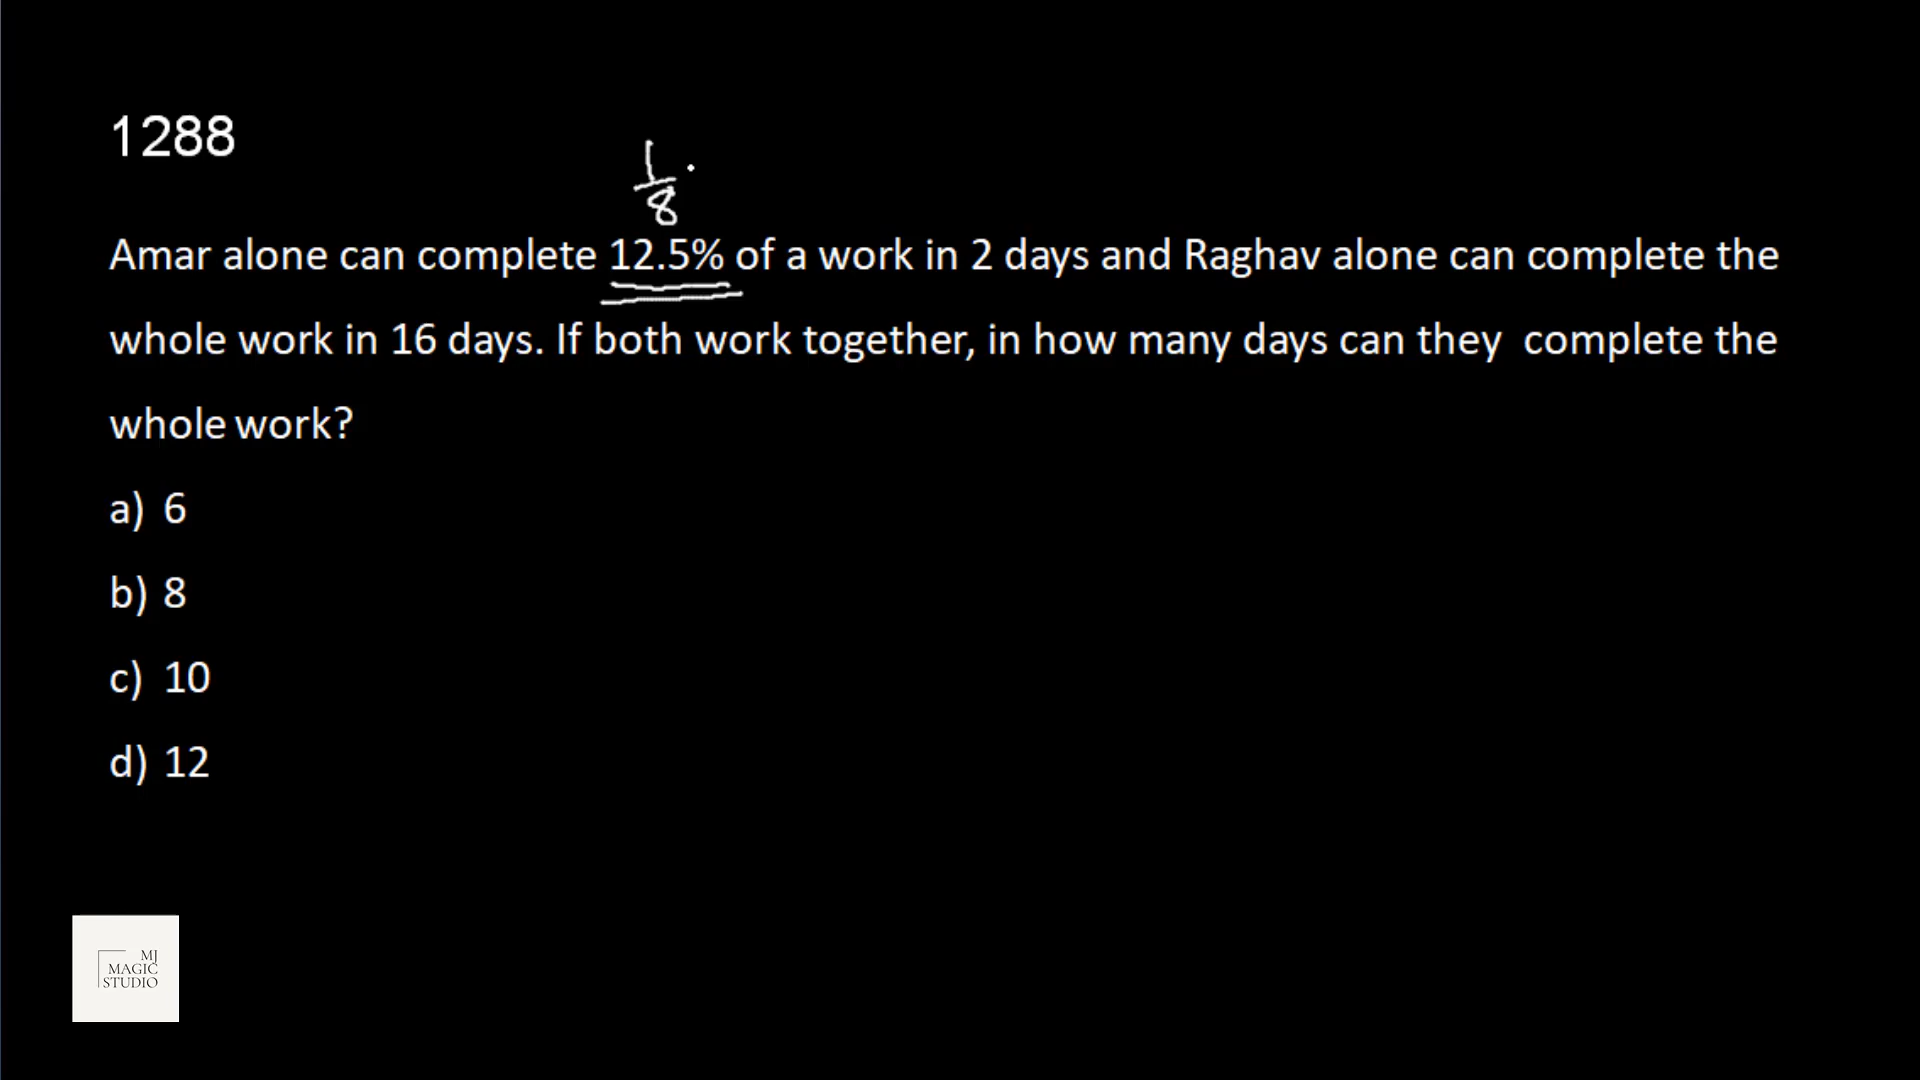 1288
1
8
Amar alone can complete 12.5% of a work in 2 days and Raghav alone can complete the
whole work in 16 days. If both work together, in how many days can they complete the
whole work?
a) 6
b) 8
c) 10
d) 12
MJ
MAGIC
STUDIO